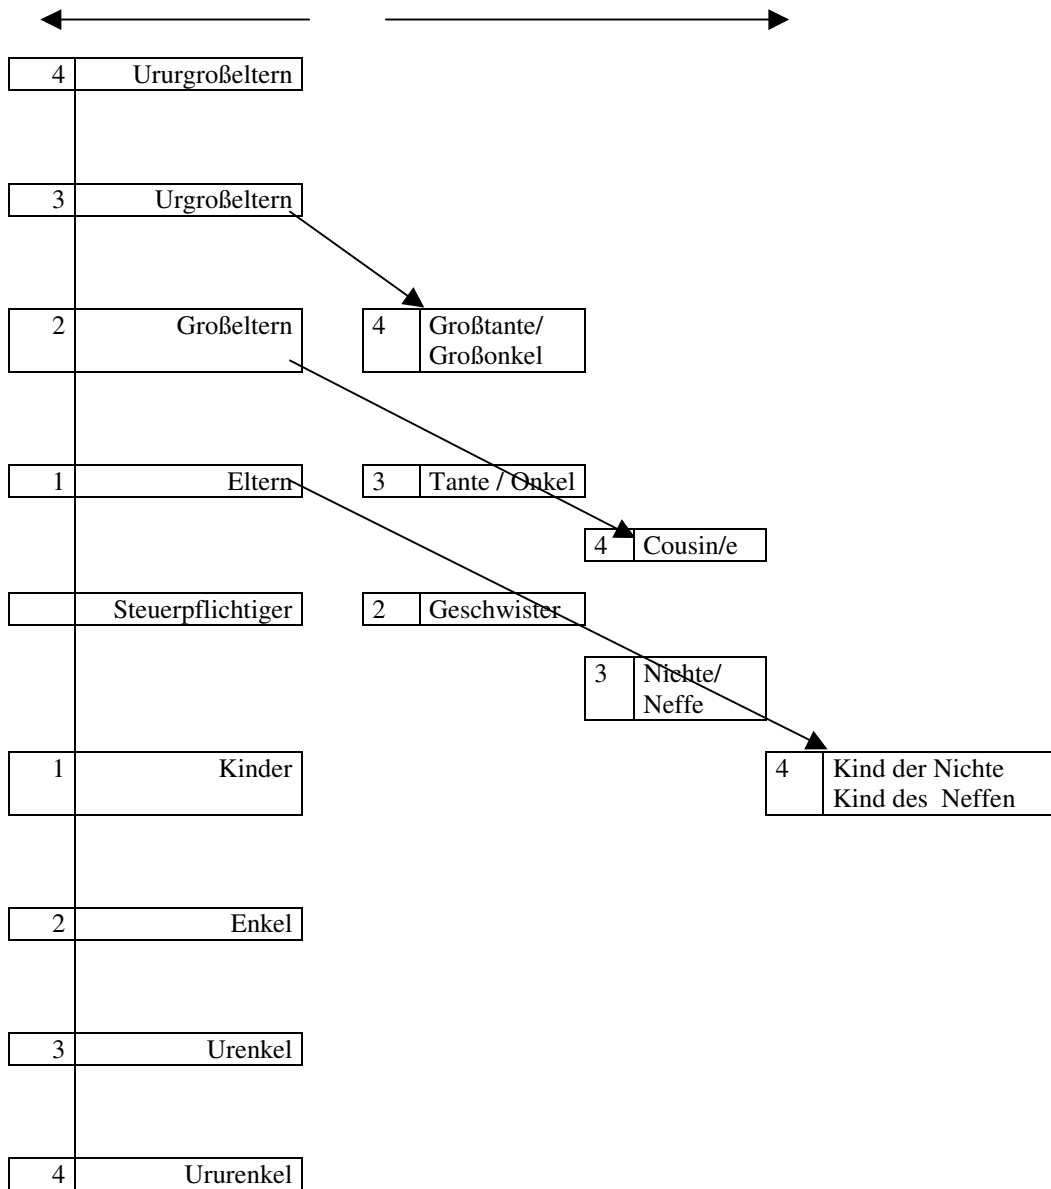 4 Ururgroßeltern
3 Urgroßeltern
2 Großeltern 4 Großtante/
Großonkel
1 Eltern 3 Tante / Onkel
4 Cousin/e
Steuerpflichtiger 2 Geschwister
3 Nichte/
Neffe
1 Kinder 4 Kind der Nichte
Kind des Neffen
2 Enkel
3 Urenkel
4 Ururenkel